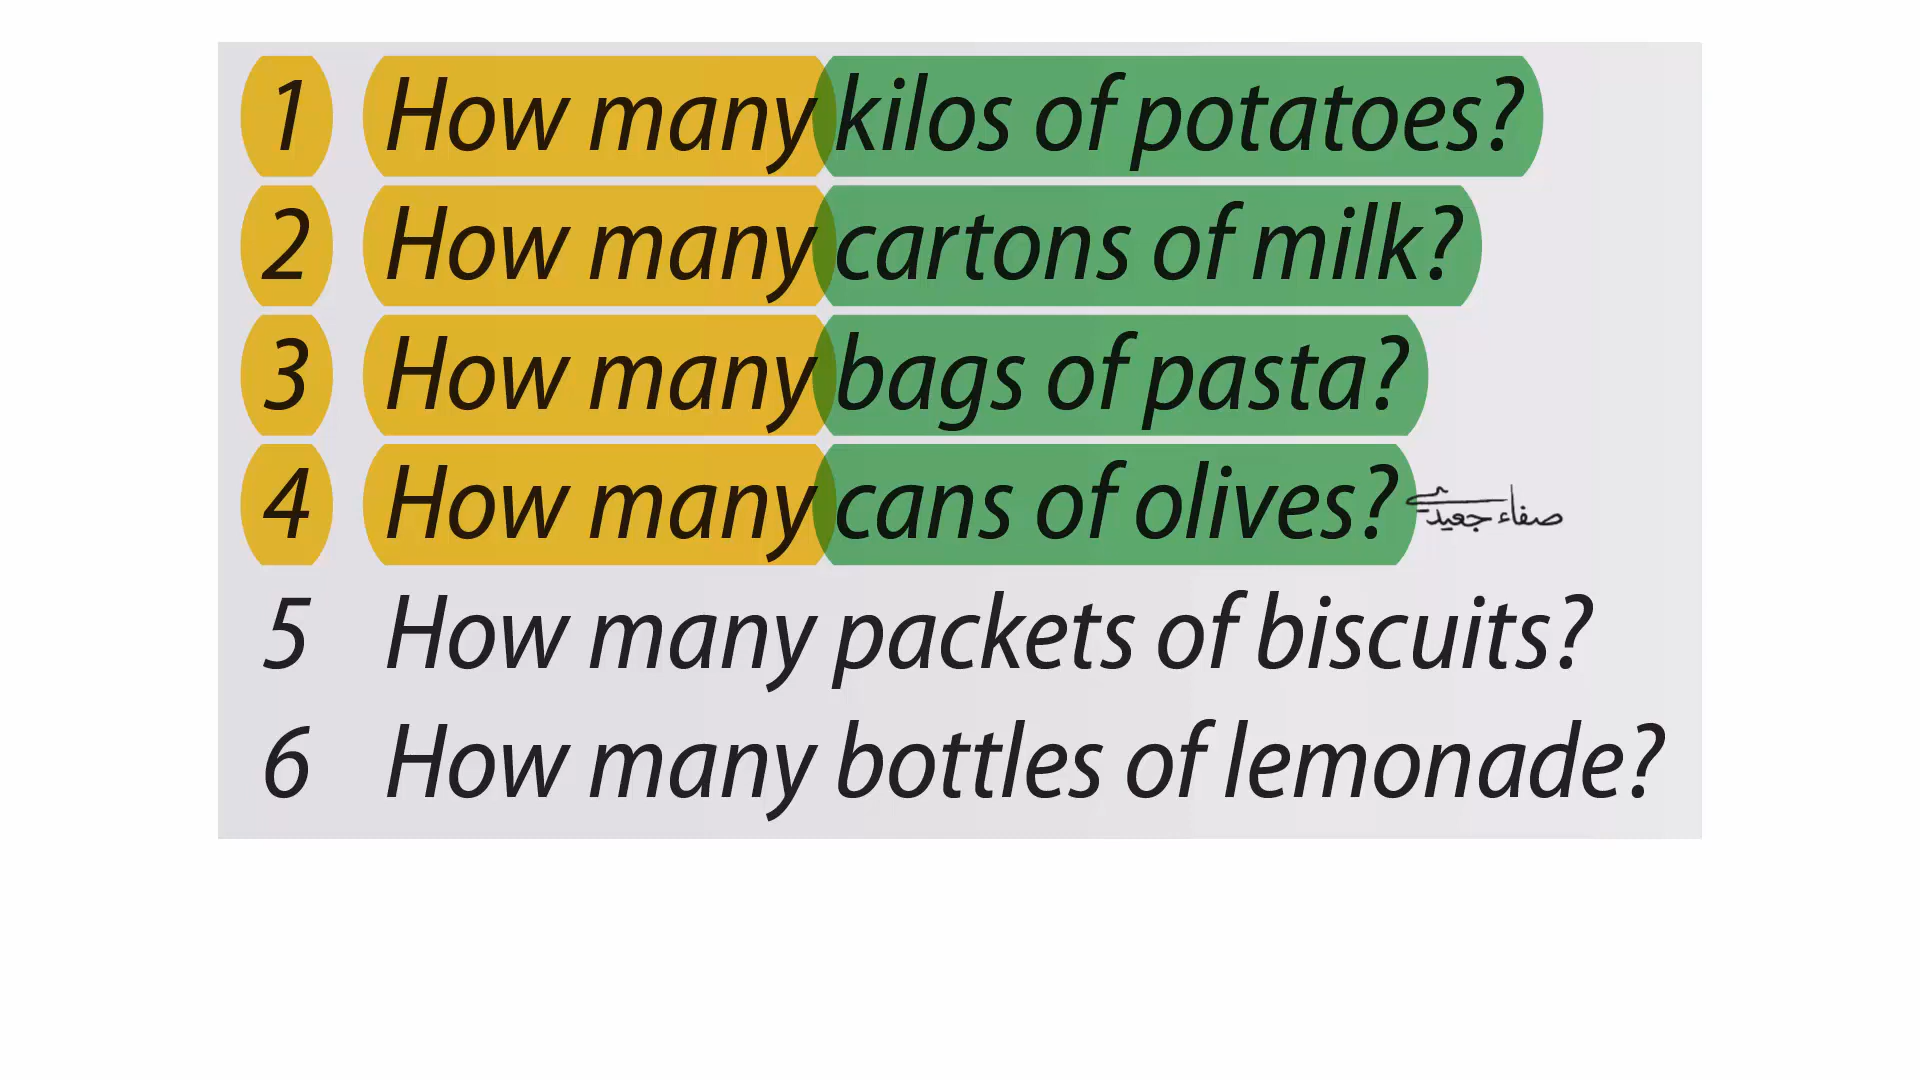 1 How many kilos of potatoes?
2 How many cartons of milk?
3 How many bags of pasta?
4 How many cans of olives?
صفاء جعيدي
5 How many packets of biscuits?
6 How many bottles of lemonade?